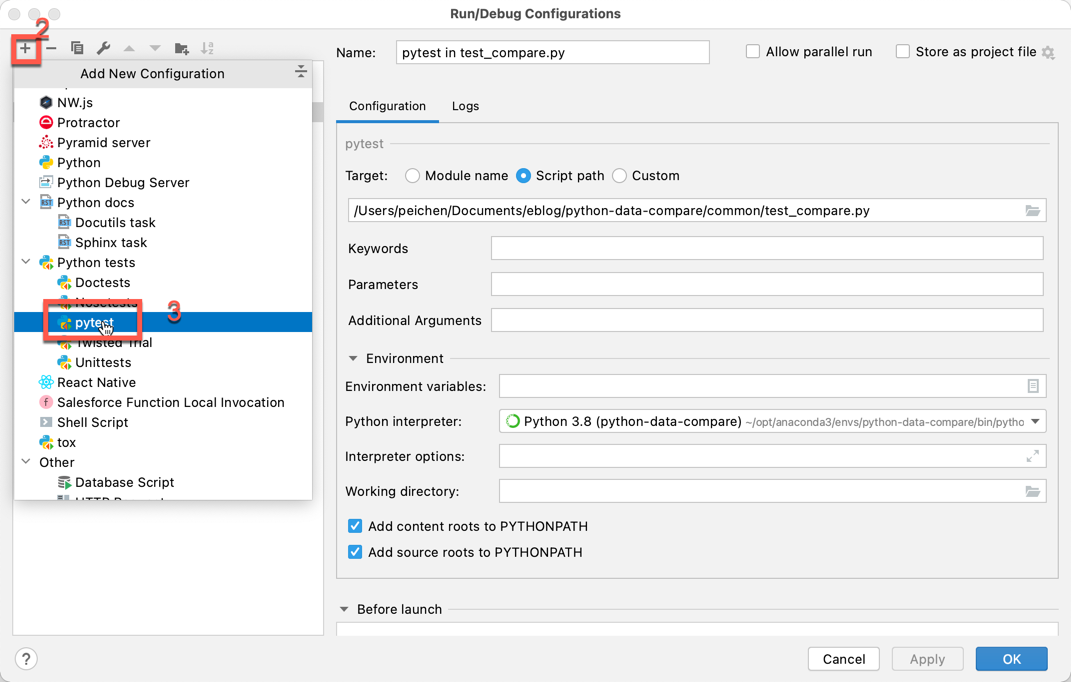 Run/Debug Configurations
2
Add New Configuration
NW.js
Protractor
Pyramid server
Python
Python Debug Server
Python docs
Docutils task
Sphinx task
Python tests
Doctests
Nosetests
pytest
3
Twisted Trial
Unittests
React Native
Salesforce Function Local Invocation
Shell Script
tox
Other
Database Script
Name: pytest in test_compare.py
Allow parallel run
Store as project file
Configuration Logs
pytest
Target: Module name Script path Custom
/Users/peichen/Documents/eblog/python-data-compare/common/test_compare.py
Keywords
Parameters
Additional Arguments
Environment
Environment variables:
Python interpreter: Python 3.8 (python-data-compare) ~/opt/anaconda3/envs/python-data-compare/bin/pytho
Interpreter options:
Working directory:
Add content roots to PYTHONPATH
Add source roots to PYTHONPATH
Before launch
? Cancel Apply OK